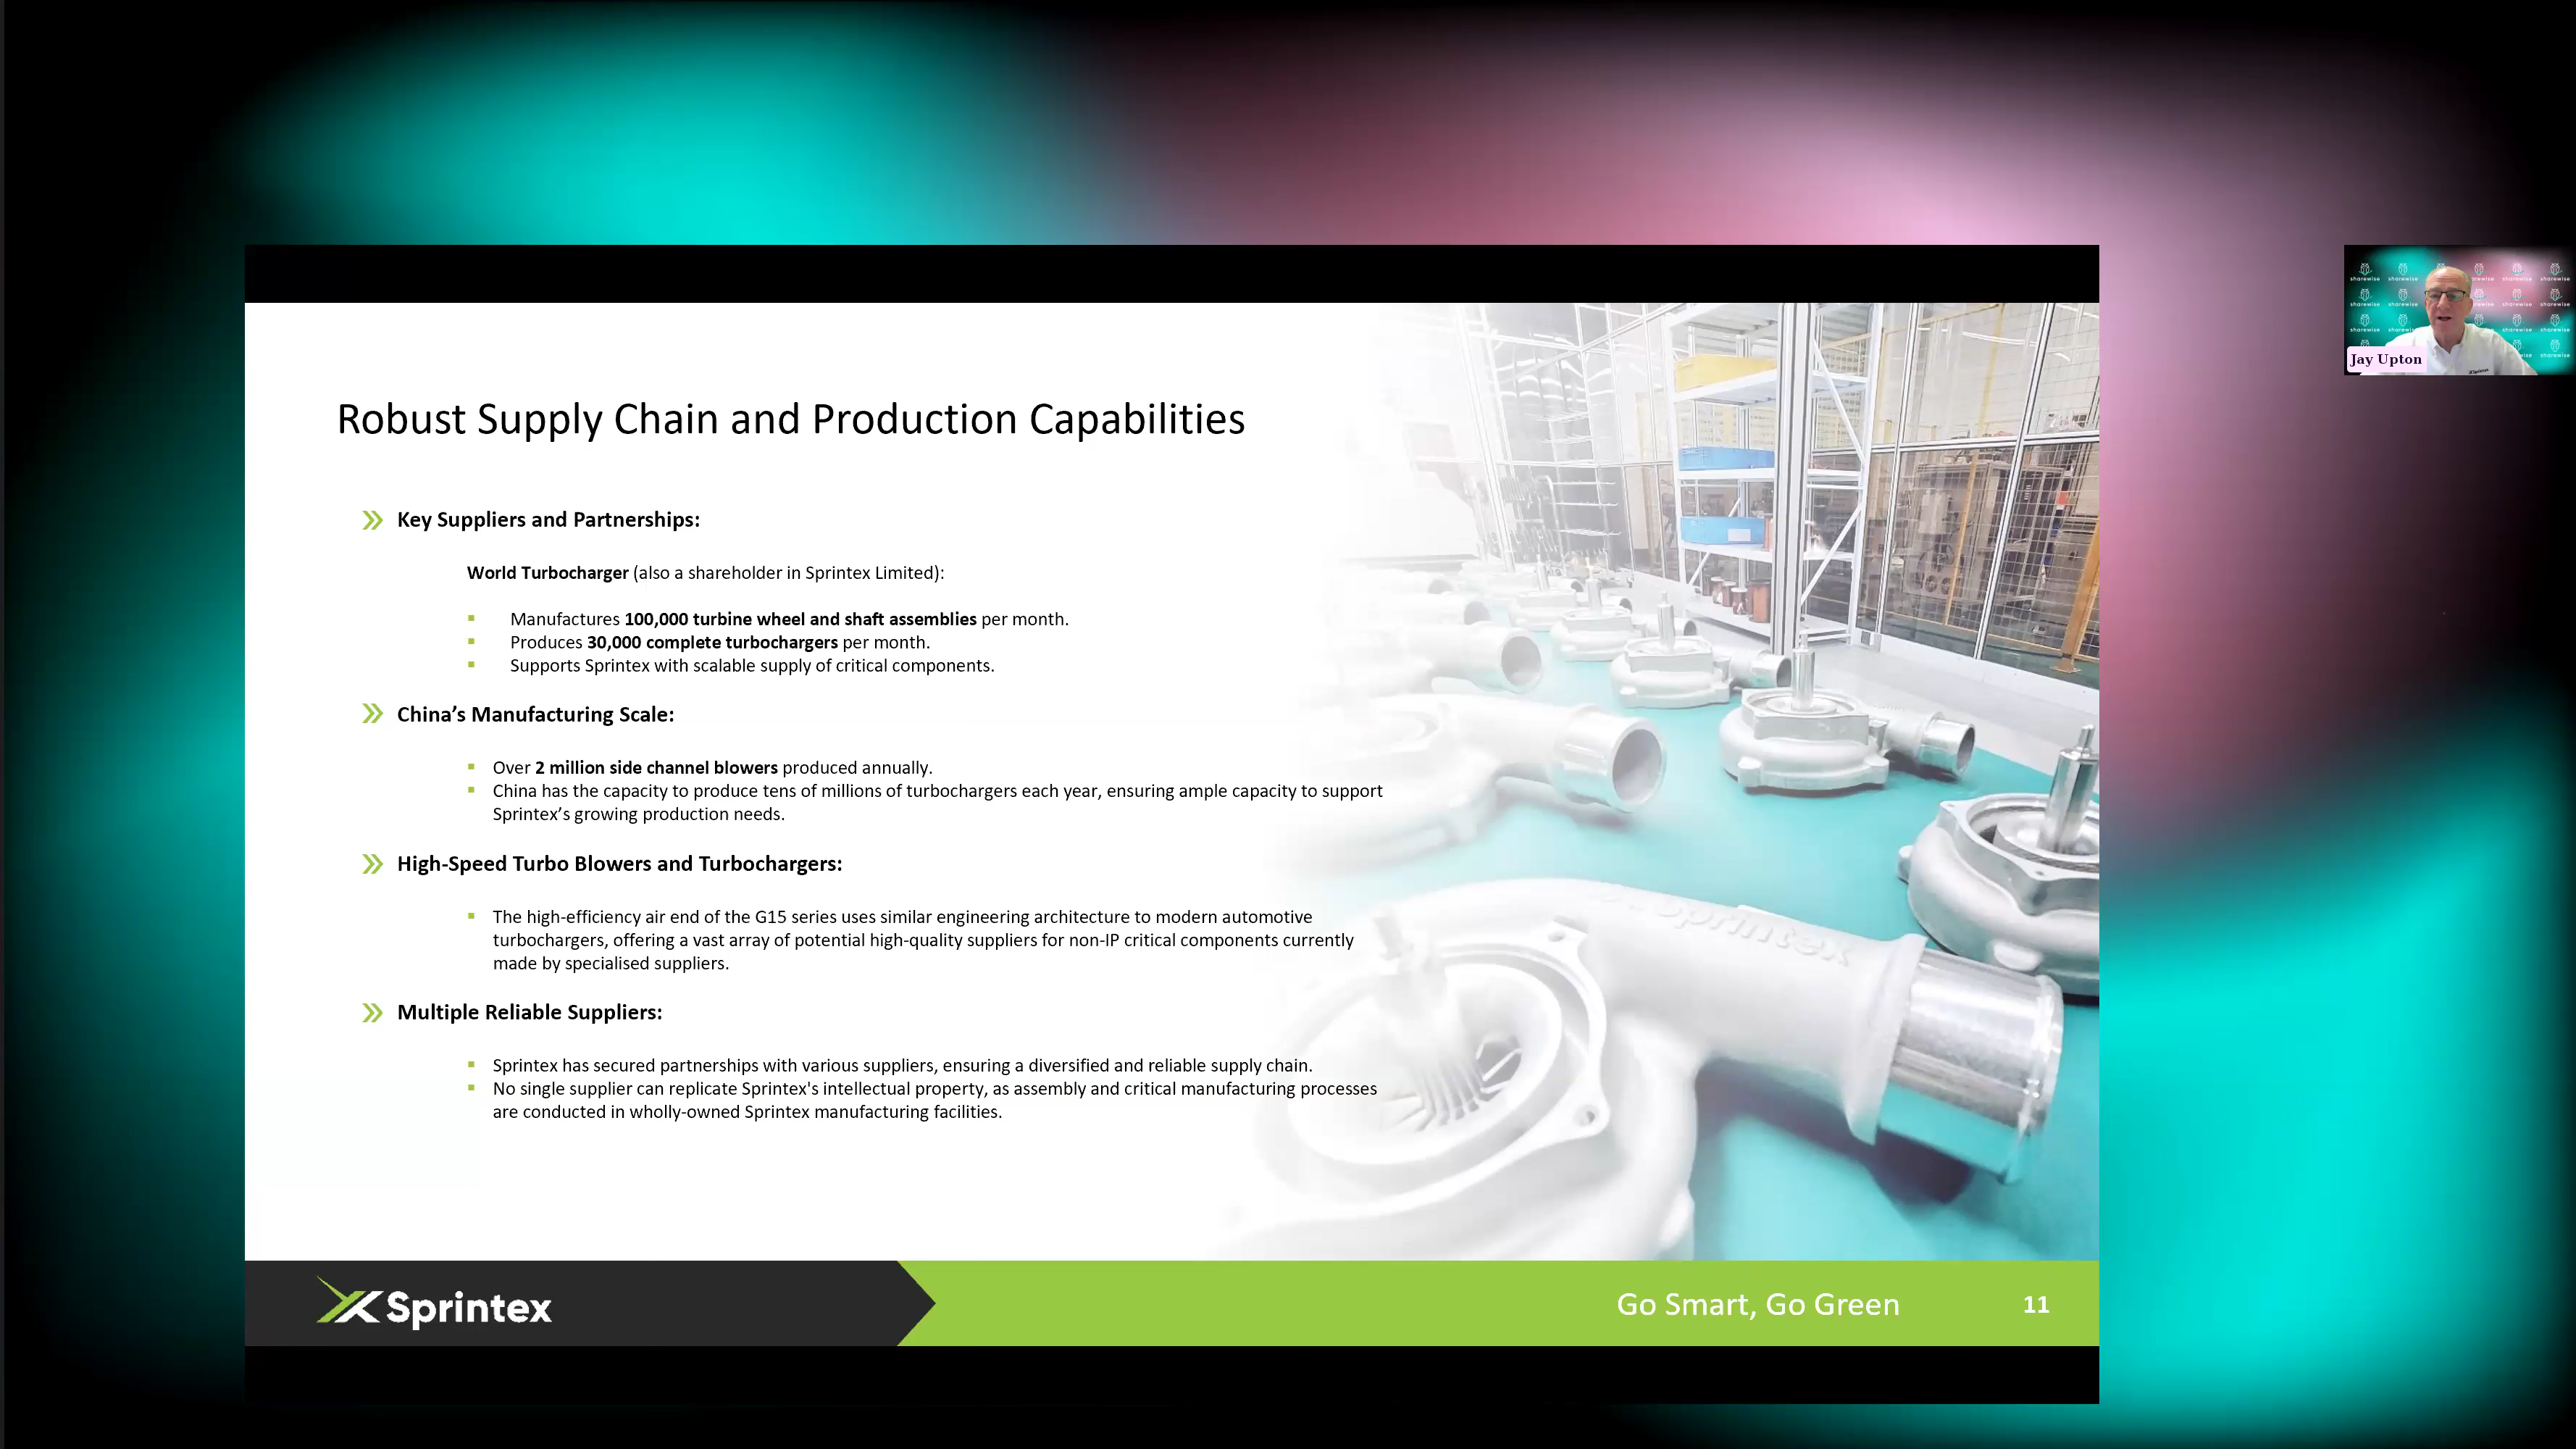 Robust Supply Chain and Production Capabilities
Key Suppliers and Partnerships:
World Turbocharger (also a shareholder in Sprintex Limited):
Manufactures 100,000 turbine wheel and shaft assemblies per month.
Produces 30,000 complete turbochargers per month.
Supports Sprintex with scalable supply of critical components.
China’s Manufacturing Scale:
Over 2 million side channel blowers produced annually.
China has the capacity to produce tens of millions of turbochargers each year, ensuring ample capacity to support
Sprintex’s growing production needs.
High-Speed Turbo Blowers and Turbochargers:
The high-efficiency air end of the G15 series uses similar engineering architecture to modern automotive
turbochargers, offering a vast array of potential high-quality suppliers for non-IP critical components currently
made by specialised suppliers.
Multiple Reliable Suppliers:
Sprintex has secured partnerships with various suppliers, ensuring a diversified and reliable supply chain.
No single supplier can replicate Sprintex's intellectual property, as assembly and critical manufacturing processes
are conducted in wholly-owned Sprintex manufacturing facilities.
Sprintex
Sprintex
Go Smart, Go Green
11
sharewise
Jay Upton